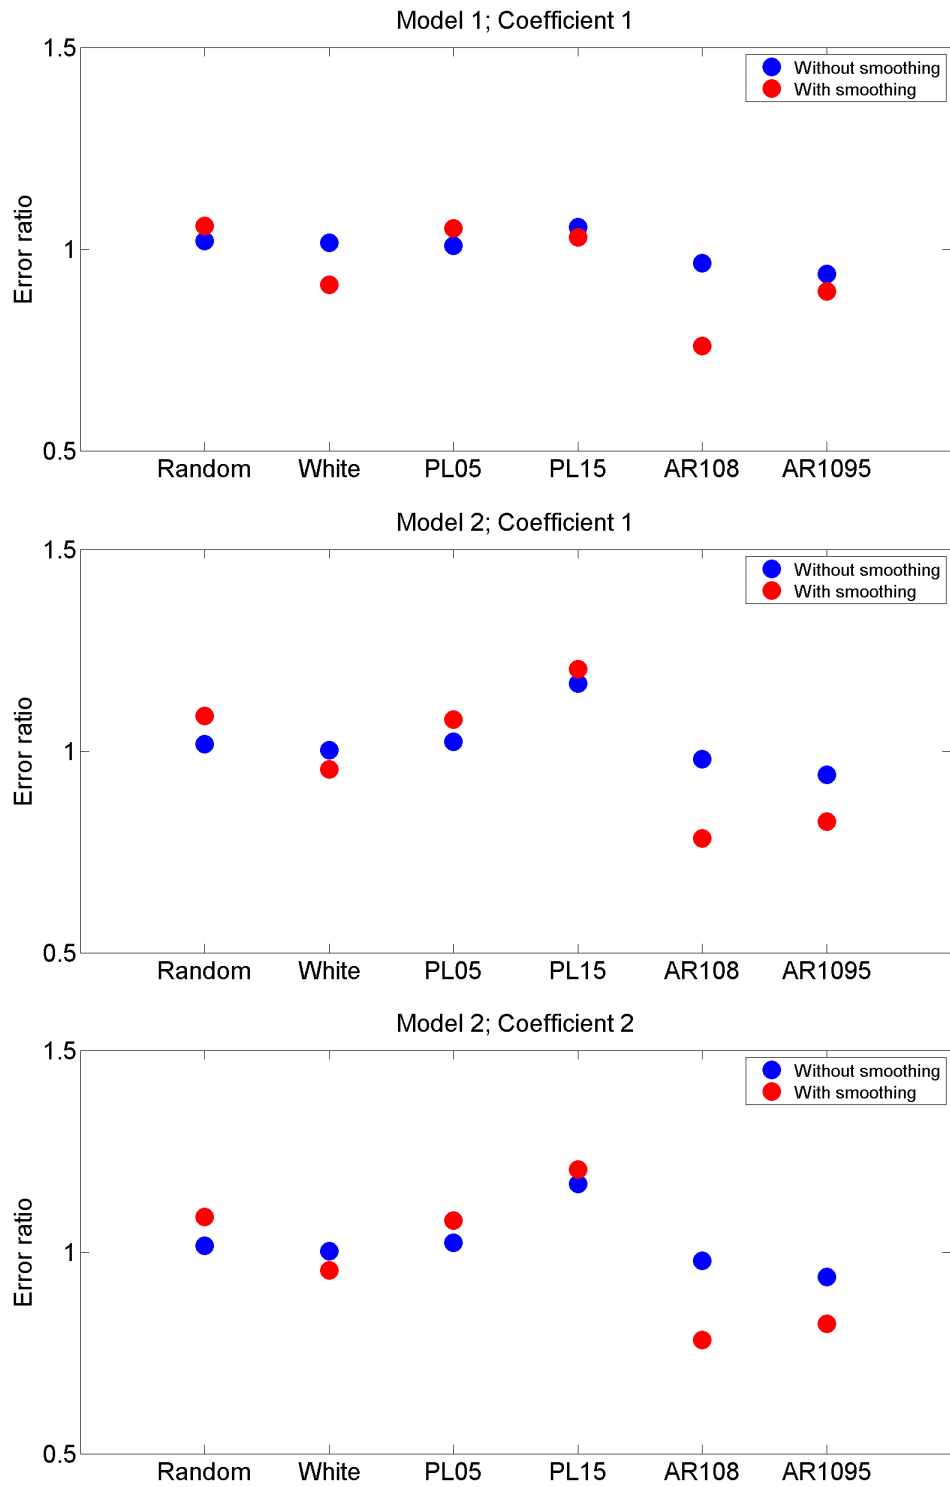 Model 1; Coefficient 1
1.5
Without smoothing
With smoothing
Error ratio
1
0.5
Random White PL05 PL15 AR108 AR1095
Model 2; Coefficient 1
1.5
Without smoothing
With smoothing
Error ratio
1
0.5
Random White PL05 PL15 AR108 AR1095
Model 2; Coefficient 2
1.5
Without smoothing
With smoothing
Error ratio
1
0.5
Random White PL05 PL15 AR108 AR1095